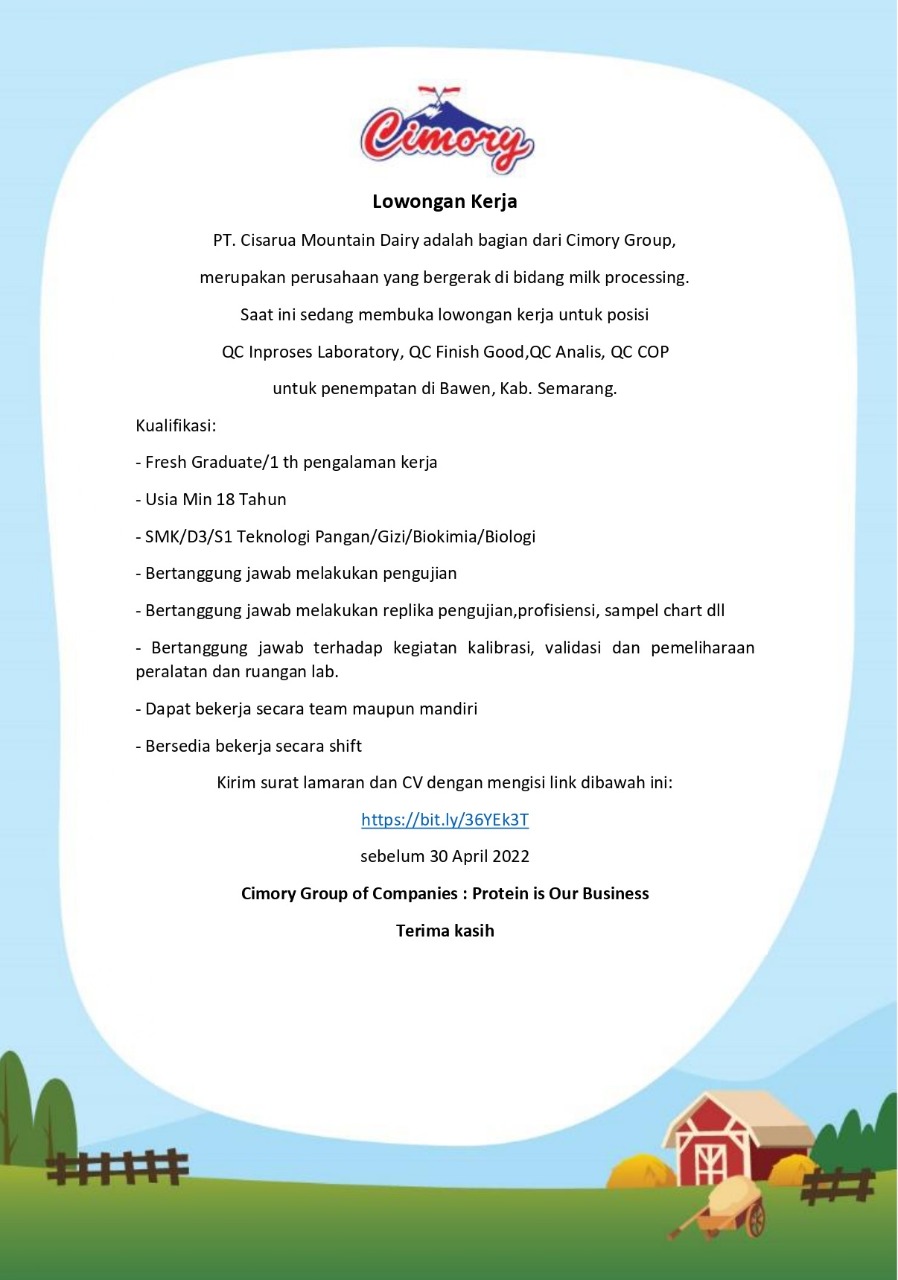 Cimory
Lowongan Kerja
PT. Cisarua Mountain Dairy adalah bagian dari Cimory Group,
merupakan perusahaan yang bergerak di bidang milk processing.
Saat ini sedang membuka lowongan kerja untuk posisi
QC Inproses Laboratory, QC Finish Good,QC Analis, QC COP
untuk penempatan di Bawen, Kab. Semarang.
Kualifikasi:
- Fresh Graduate/1 th pengalaman kerja
- Usia Min 18 Tahun
- SMK/D3/S1 Teknologi Pangan/Gizi/Biokimia/Biologi
- Bertanggung jawab melakukan pengujian
- Bertanggung jawab melakukan replika pengujian,profisiensi, sampel chart dll
- Bertanggung jawab terhadap kegiatan kalibrasi, validasi dan pemeliharaan
peralatan dan ruangan lab.
- Dapat bekerja secara team maupun mandiri
- Bersedia bekerja secara shift
Kirim surat lamaran dan CV dengan mengisi link dibawah ini:
https://bit.ly/36YEk3T
sebelum 30 April 2022
Cimory Group of Companies : Protein is Our Business
Terima kasih